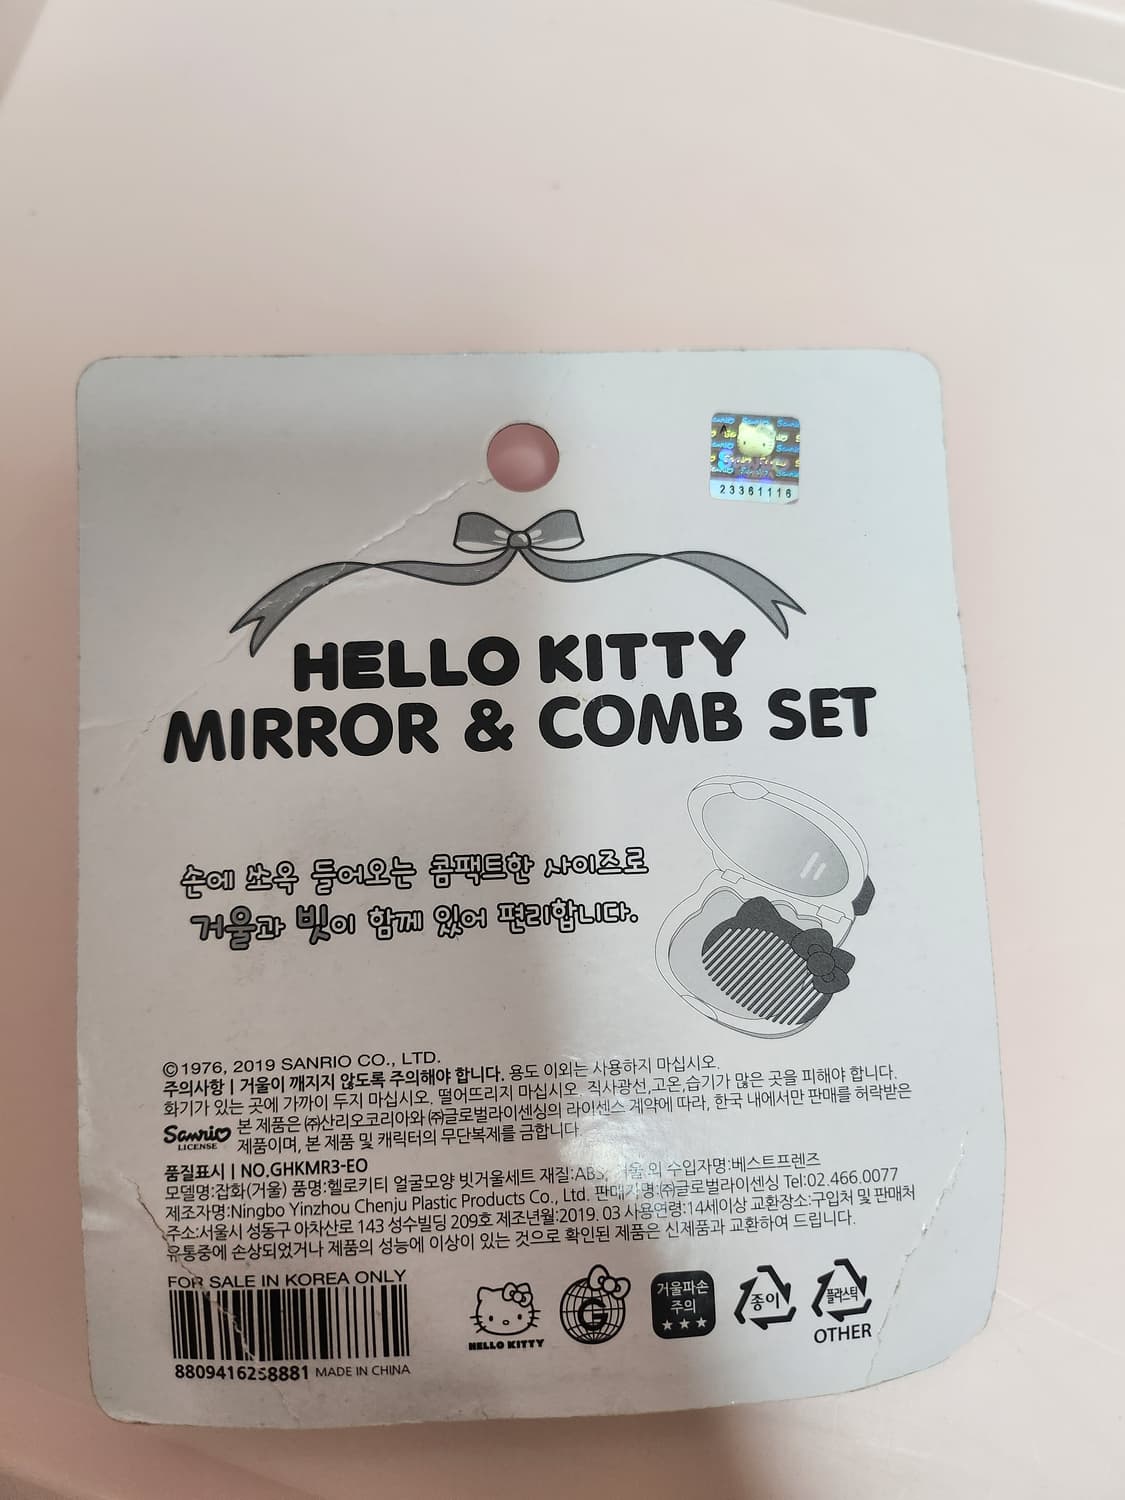 23361116
HELLO KITTY
MIRROR & COMB SET
손에 쏘옥 들어오는 콤팩트한 사이즈로
거울과 빗이 함께 있어 편리합니다.
©1976, 2019 SANRIO CO., LTD.
주의사항 | 거울이 깨지지 않도록 주의해야 합니다. 용도 이외는 사용하지 마십시오.
화기가 있는 곳에 가까이 두지 마십시오. 떨어뜨리지 마십시오. 직사광선,고온,습기가 많은 곳을 피해야 합니다.
Sanrio LICENSE
본 제품은 ㈜산리오코리아와 ㈜글로벌라이센싱의 라이센스 계약에 따라, 한국 내에서만 판매를 허락받은
제품이며, 본 제품 및 캐릭터의 무단복제를 금합니다.
품질표시 | NO.GHKMR3-EO
모델명:잡화(거울) 품명:헬로키티 얼굴모양 빗거울세트 재질:ABS, 거울 외 수입자명:베스트프렌즈
제조자명:Ningbo Yinzhou Chenju Plastic Products Co., Ltd. 판매자명:㈜글로벌라이센싱 Tel:02.466.0077
주소:서울시 성동구 아차산로 143 성수빌딩 209호 제조년월:2019. 03 사용연령:14세이상 교환장소:구입처 및 판매처
유통중에 손상되었거나 제품의 성능에 이상이 있는 것으로 확인된 제품은 신제품과 교환하여 드립니다.
FOR SALE IN KOREA ONLY
8809416258881 MADE IN CHINA
HELLO KITTY
G
거울파손
주의
★★★
종이
플라스틱
OTHER